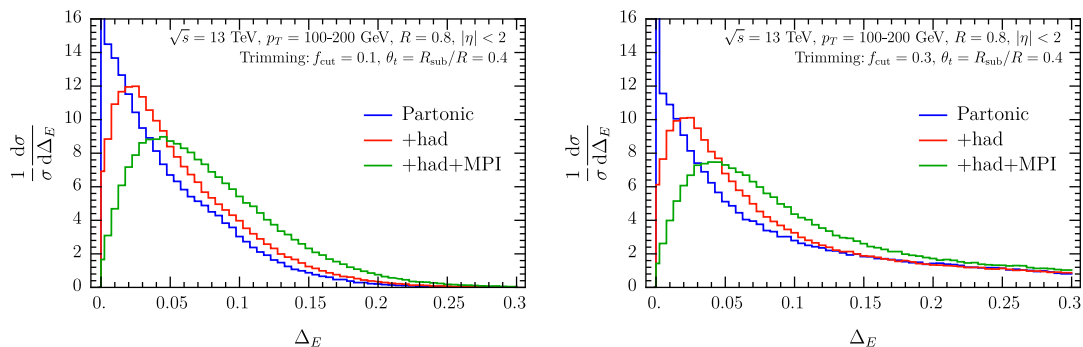 √s = 13 TeV, p_T = 100-200 GeV, R = 0.8, |η| < 2
Trimming: f_cut = 0.1, θ_t = R_sub/R = 0.4
Partonic
+had
+had+MPI
1/σ dσ/dΔ_E
16
14
12
10
8
6
4
2
0
0. 0.05 0.1 0.15 0.2 0.25 0.3
Δ_E
√s = 13 TeV, p_T = 100-200 GeV, R = 0.8, |η| < 2
Trimming: f_cut = 0.3, θ_t = R_sub/R = 0.4
Partonic
+had
+had+MPI
1/σ dσ/dΔ_E
16
14
12
10
8
6
4
2
0
0. 0.05 0.1 0.15 0.2 0.25 0.3
Δ_E